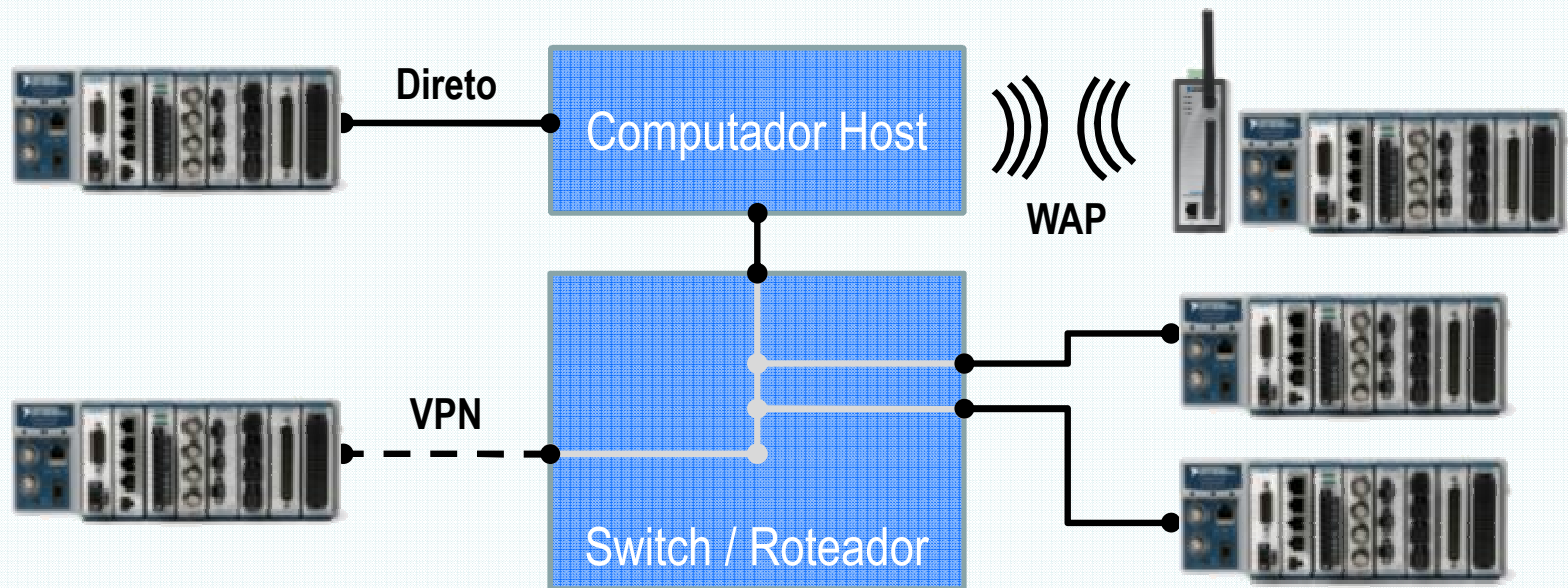 Direto
Computador Host
WAP
VPN
Switch / Roteador